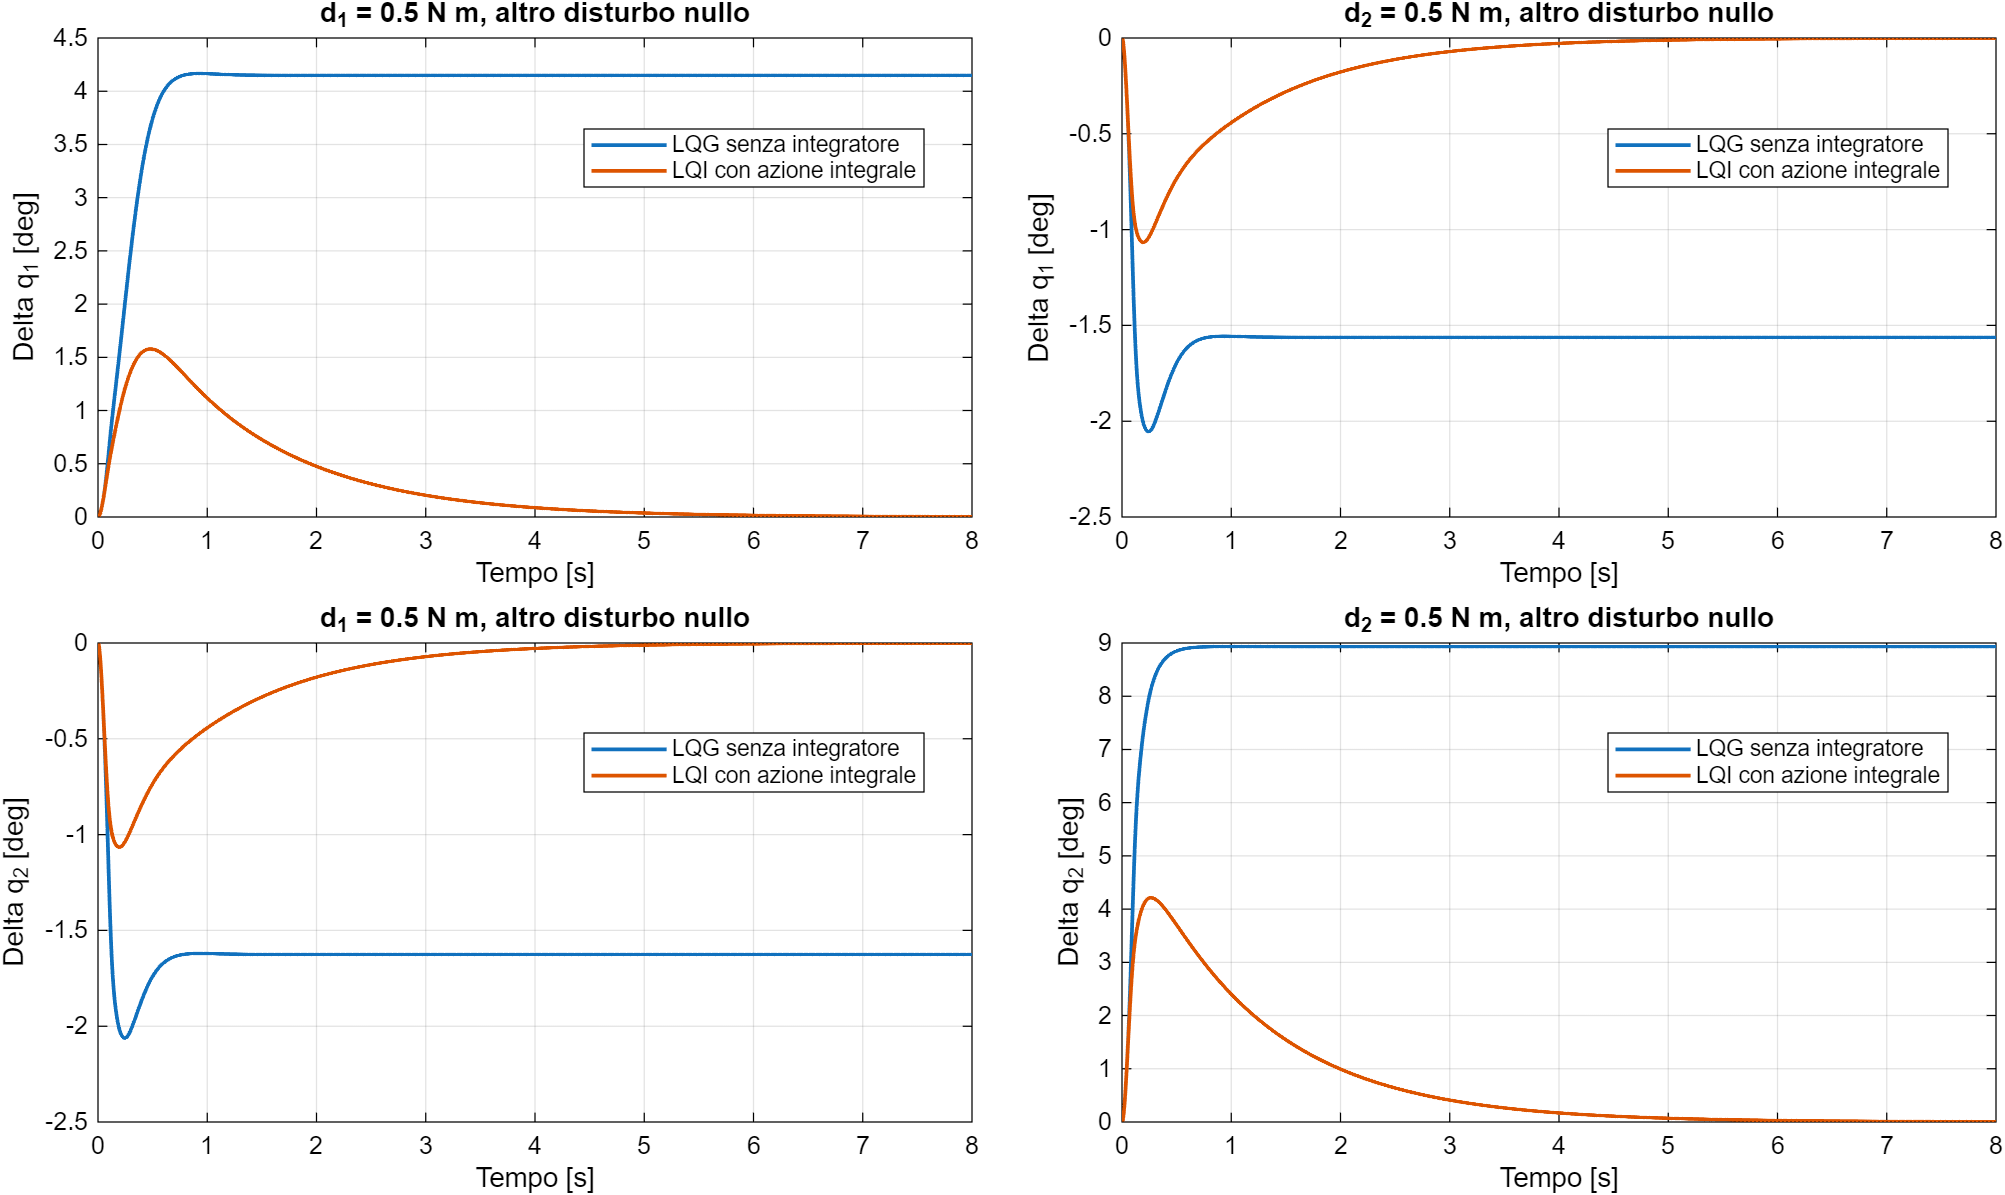 d₁ = 0.5 N m, altro disturbo nullo
4.5
4
3.5
3
2.5
2
1.5
1
0.5
0
Delta q₁ [deg]
LQG senza integratore
LQI con azione integrale
0 1 2 3 4 5 6 7 8
Tempo [s]
d₂ = 0.5 N m, altro disturbo nullo
0
-0.5
-1
-1.5
-2
-2.5
Delta q₁ [deg]
LQG senza integratore
LQI con azione integrale
0 1 2 3 4 5 6 7 8
Tempo [s]
d₁ = 0.5 N m, altro disturbo nullo
0
-0.5
-1
-1.5
-2
-2.5
Delta q₂ [deg]
LQG senza integratore
LQI con azione integrale
0 1 2 3 4 5 6 7 8
Tempo [s]
d₂ = 0.5 N m, altro disturbo nullo
9
8
7
6
5
4
3
2
1
0
Delta q₂ [deg]
LQG senza integratore
LQI con azione integrale
0 1 2 3 4 5 6 7 8
Tempo [s]